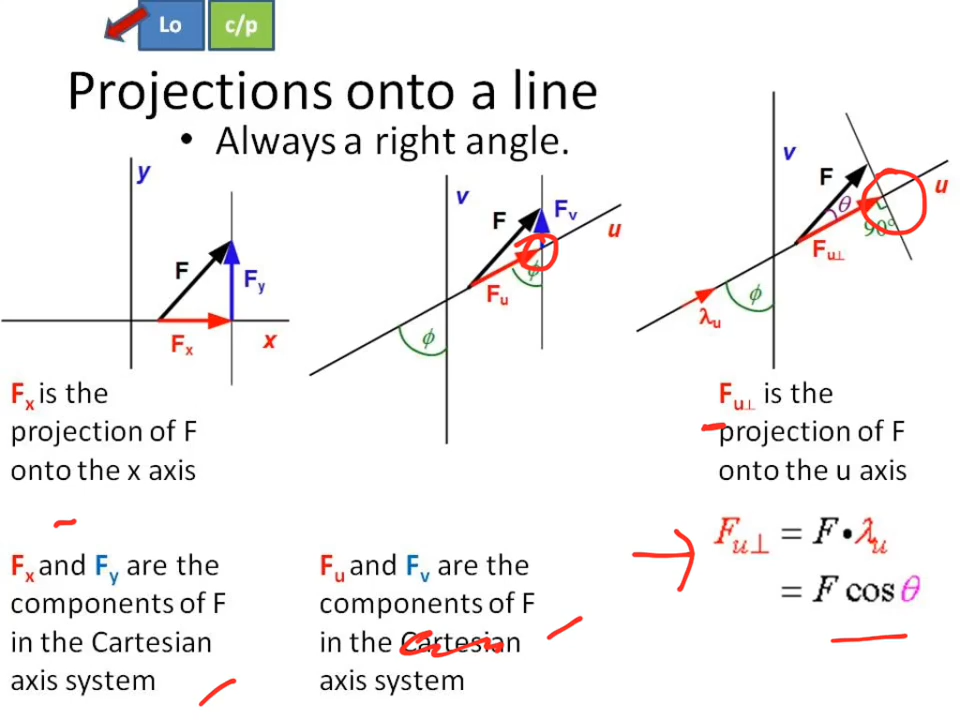 Lo c/p
Projections onto a line
• Always a right angle.
y
F
Fy
Fx
x
v
F
Fv
u
ϕ
Fu
ϕ
v
F
θ
u
90°
Fu⊥
ϕ
λu
Fx is the
projection of F
onto the x axis
Fx and Fy are the
components of F
in the Cartesian
axis system
Fu and Fv are the
components of F
in the Cartesian
axis system
Fu⊥ is the
projection of F
onto the u axis
Fu⊥ = F•λu
= F cos θ